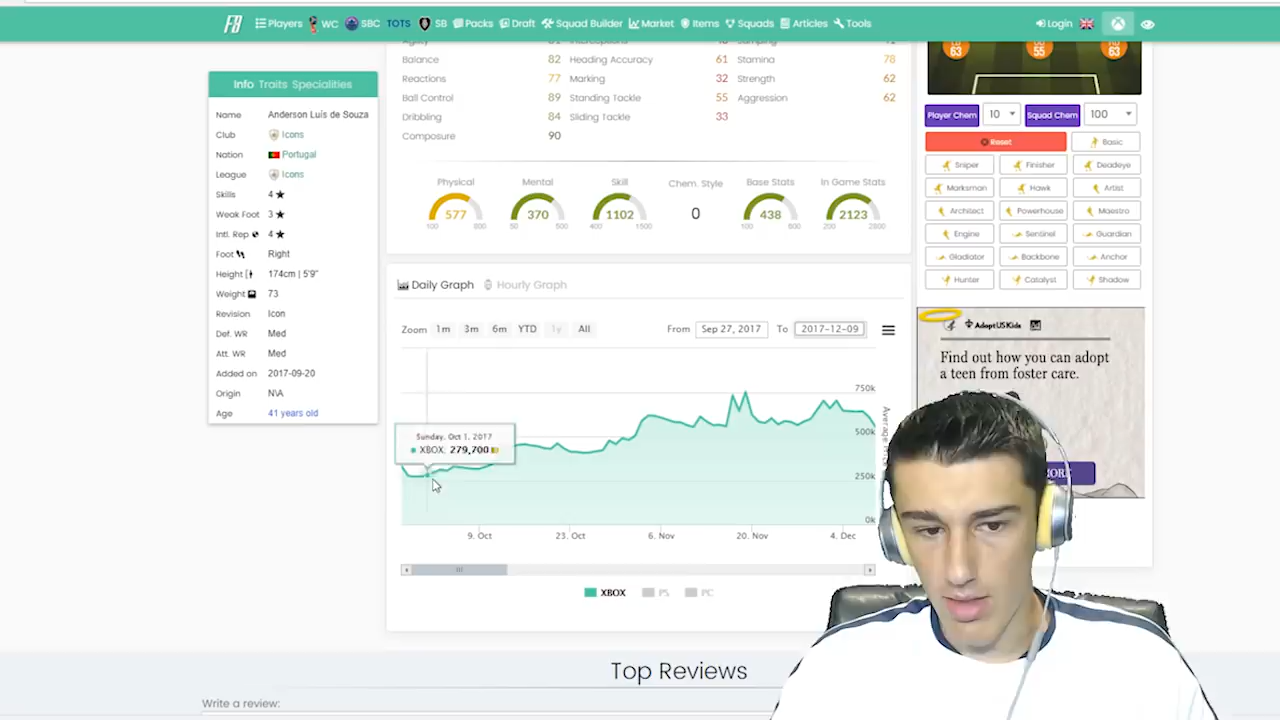 F8 Players WC SBC TOTS SB Packs Draft Squad Builder Market Items Squads Articles Tools Login
Info Traits Specialities
Name Anderson Luís de Souza
Club Icons
Nation Portugal
League Icons
Skills 4
Weak Foot 3
Intl. Rep 4
Foot Right
Height 174cm | 5'9"
Weight 73
Revision Icon
Def. WR Med
Att. WR Med
Added on 2017-09-20
Origin N\A
Age 41 years old
Balance 82 Heading Accuracy 61 Stamina 78
Reactions 77 Marking 32 Strength 62
Ball Control 89 Standing Tackle 55 Aggression 62
Dribbling 84 Sliding Tackle 33
Composure 90
Physical Mental Skill Chem. Style Base Stats In Game Stats
577 370 1102 0 438 2123
Daily Graph Hourly Graph
Zoom 1m 3m 6m YTD 1y All From Sep 27, 2017 To 2017-12-09
750k
500k
250k
0k
Sunday, Oct 1, 2017
XBOX: 279,700
9. Oct 23. Oct 6. Nov 20. Nov 4. Dec
XBOX PS PC
63 55 63
Player Chem 10 Squad Chem 100
Reset Basic
Sniper Finisher Deadeye
Marksman Hawk Artist
Architect Powerhouse Maestro
Engine Sentinel Guardian
Gladiator Backbone Anchor
Hunter Catalyst Shadow
AdoptUSKids Ad
Find out how you can adopt
a teen from foster care.
Top Reviews
Write a review: